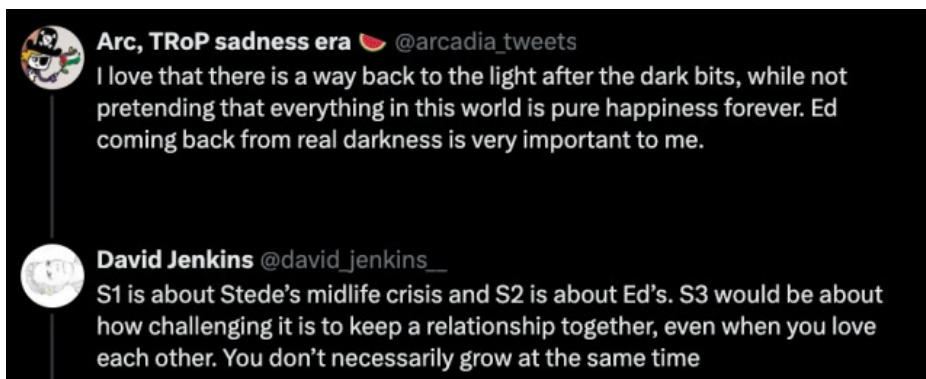 Arc, TRoP sadness era 🍉 @arcadia_tweets
I love that there is a way back to the light after the dark bits, while not
pretending that everything in this world is pure happiness forever. Ed
coming back from real darkness is very important to me.
David Jenkins @david_jenkins__
S1 is about Stede’s midlife crisis and S2 is about Ed’s. S3 would be about
how challenging it is to keep a relationship together, even when you love
each other. You don’t necessarily grow at the same time